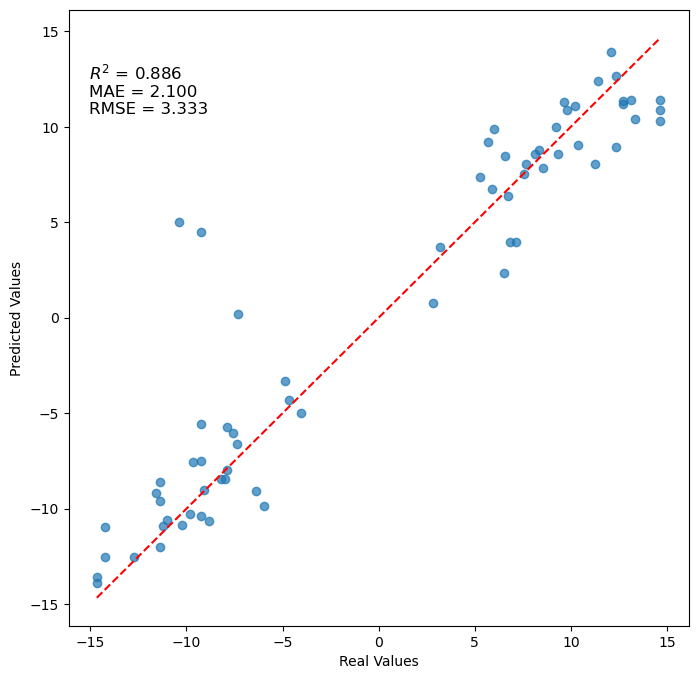 R² = 0.886
MAE = 2.100
RMSE = 3.333
Predicted Values
15
10
5
0
−5
−10
−15
−15
−10
−5
0
5
10
15
Real Values